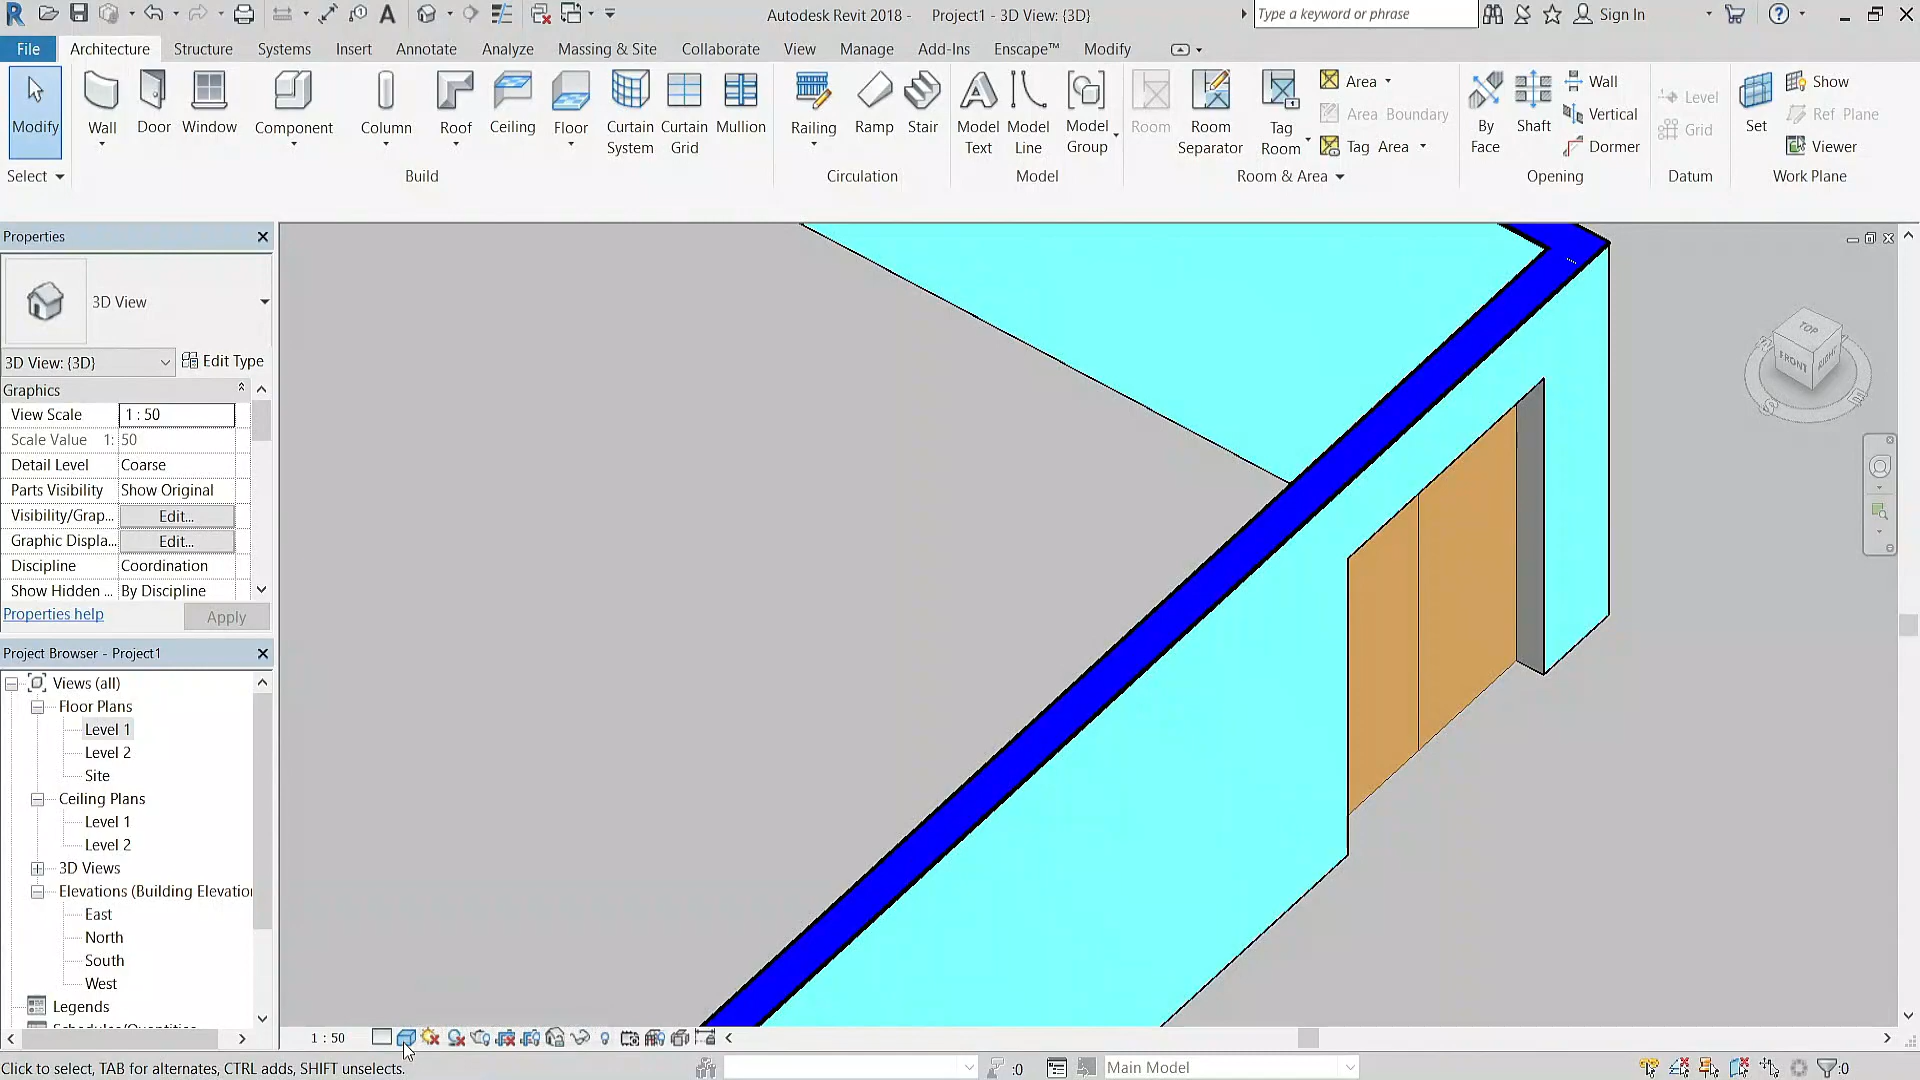 Autodesk Revit 2018 - Project1 - 3D View: {3D}
Type a keyword or phrase
Sign In
File Architecture Structure Systems Insert Annotate Analyze Massing & Site Collaborate View Manage Add-Ins Enscape™ Modify
Modify
Wall
Door
Window
Component
Column
Roof
Ceiling
Floor
Curtain System
Curtain Grid
Mullion
Railing
Ramp
Stair
Model Text
Model Line
Model Group
Room
Room Separator
Tag Room
Area
Area Boundary
Tag Area
By Face
Shaft
Wall
Vertical
Dormer
Level
Grid
Set
Show
Ref Plane
Viewer
Select Build Circulation Model Room & Area Opening Datum Work Plane
Properties
3D View
3D View: {3D} Edit Type
Graphics
View Scale 1 : 50
Scale Value 1: 50
Detail Level Coarse
Parts Visibility Show Original
Visibility/Grap... Edit...
Graphic Displa... Edit...
Discipline Coordination
Show Hidden ... By Discipline
Properties help Apply
Project Browser - Project1
Views (all)
Floor Plans
Level 1
Level 2
Site
Ceiling Plans
Level 1
Level 2
3D Views
Elevations (Building Elevatio
East
North
South
West
Legends
TOP
FRONT
RIGHT
1 : 50
Click to select, TAB for alternates, CTRL adds, SHIFT unselects.
:0
Main Model
:0